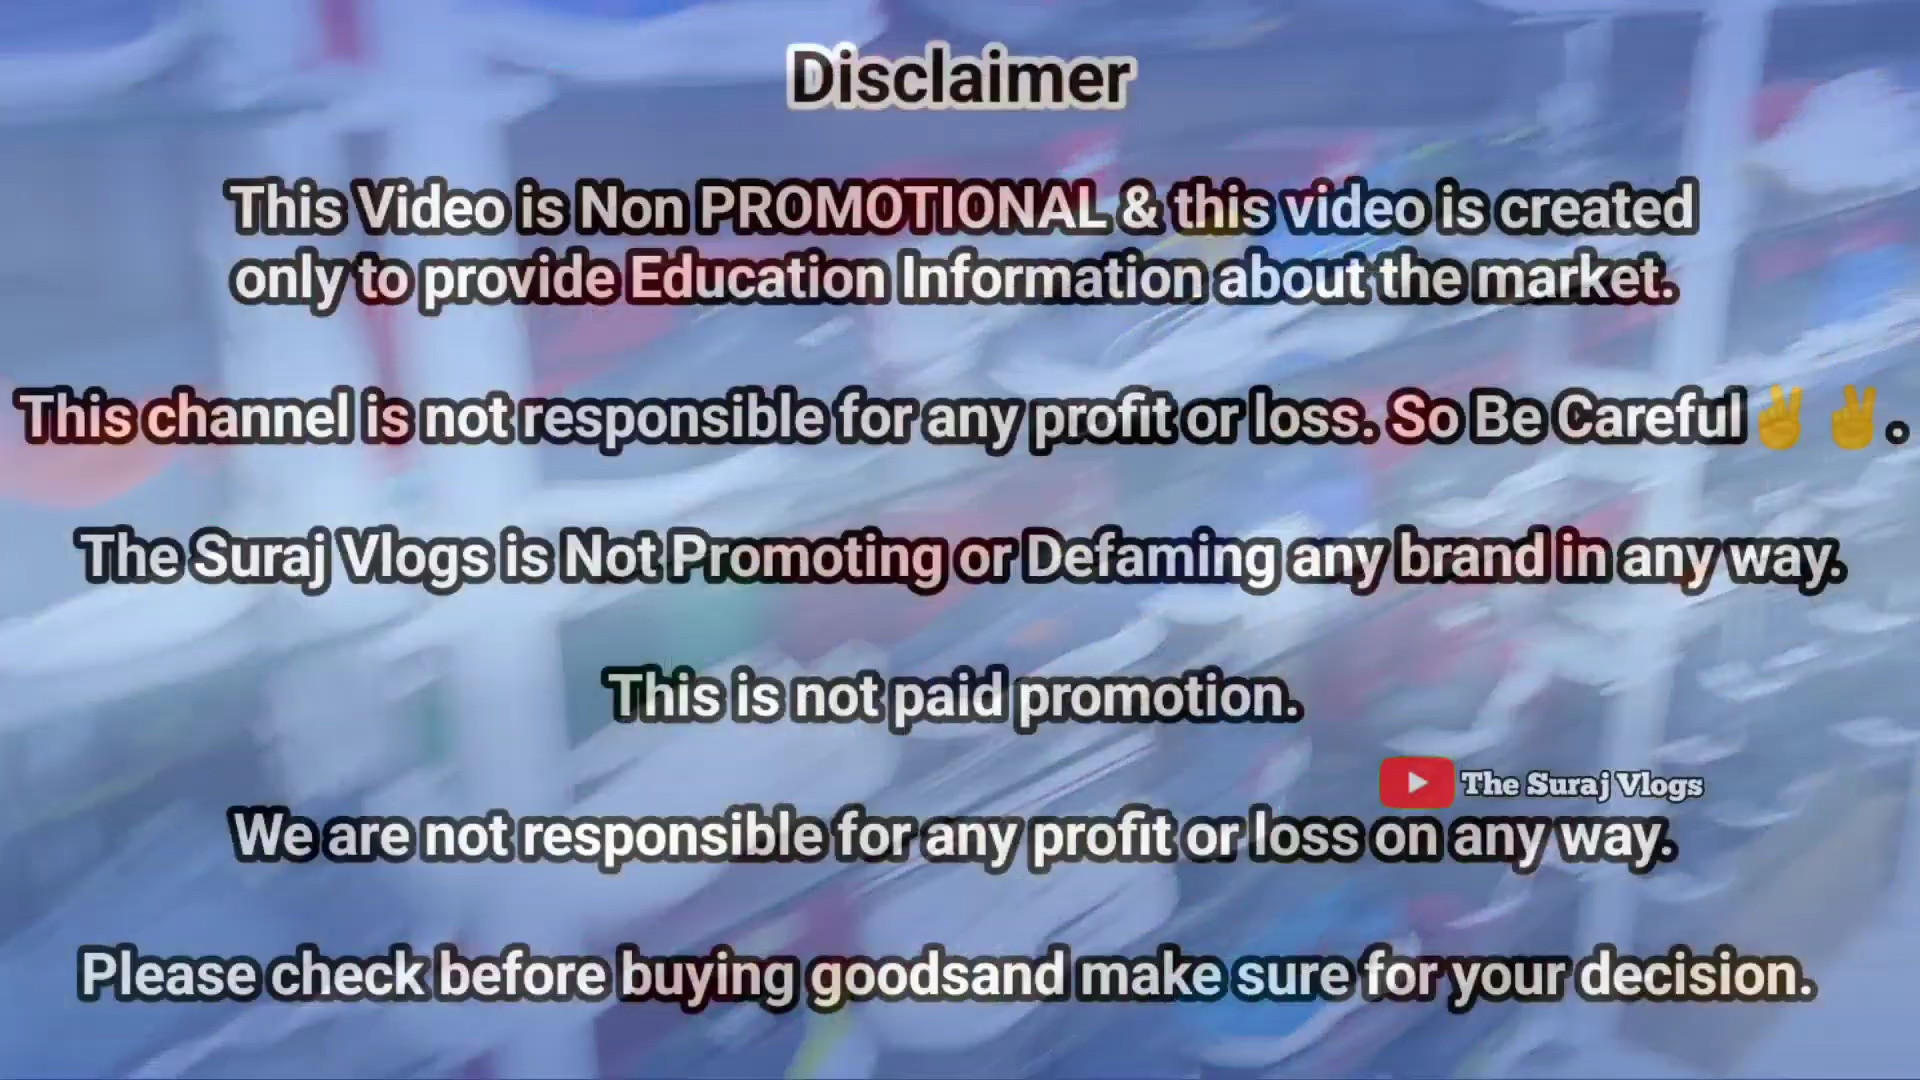 Disclaimer
This Video is Non PROMOTIONAL & this video is created
only to provide Education Information about the market.
This channel is not responsible for any profit or loss. So Be Careful✌️ ✌️.
The Suraj Vlogs is Not Promoting or Defaming any brand in any way.
This is not paid promotion.
The Suraj Vlogs
We are not responsible for any profit or loss on any way.
Please check before buying goodsand make sure for your decision.